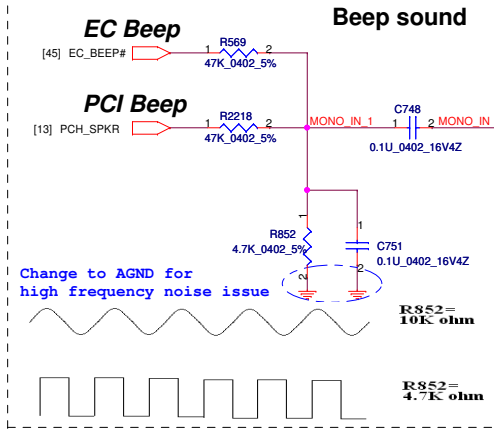 Beep sound
EC Beep
[45] EC_BEEP#
1 R569 2
47K_0402_5%
PCI Beep
[13] PCH_SPKR
1 R2218 2
47K_0402_5%
MONO_IN_1
C748
1 2
MONO_IN
0.1U_0402_16V4Z
1
R852
4.7K_0402_5%
2
1
C751
0.1U_0402_16V4Z
2
Change to AGND for
high frequency noise issue
R852=
10K ohm
R852=
4.7K ohm